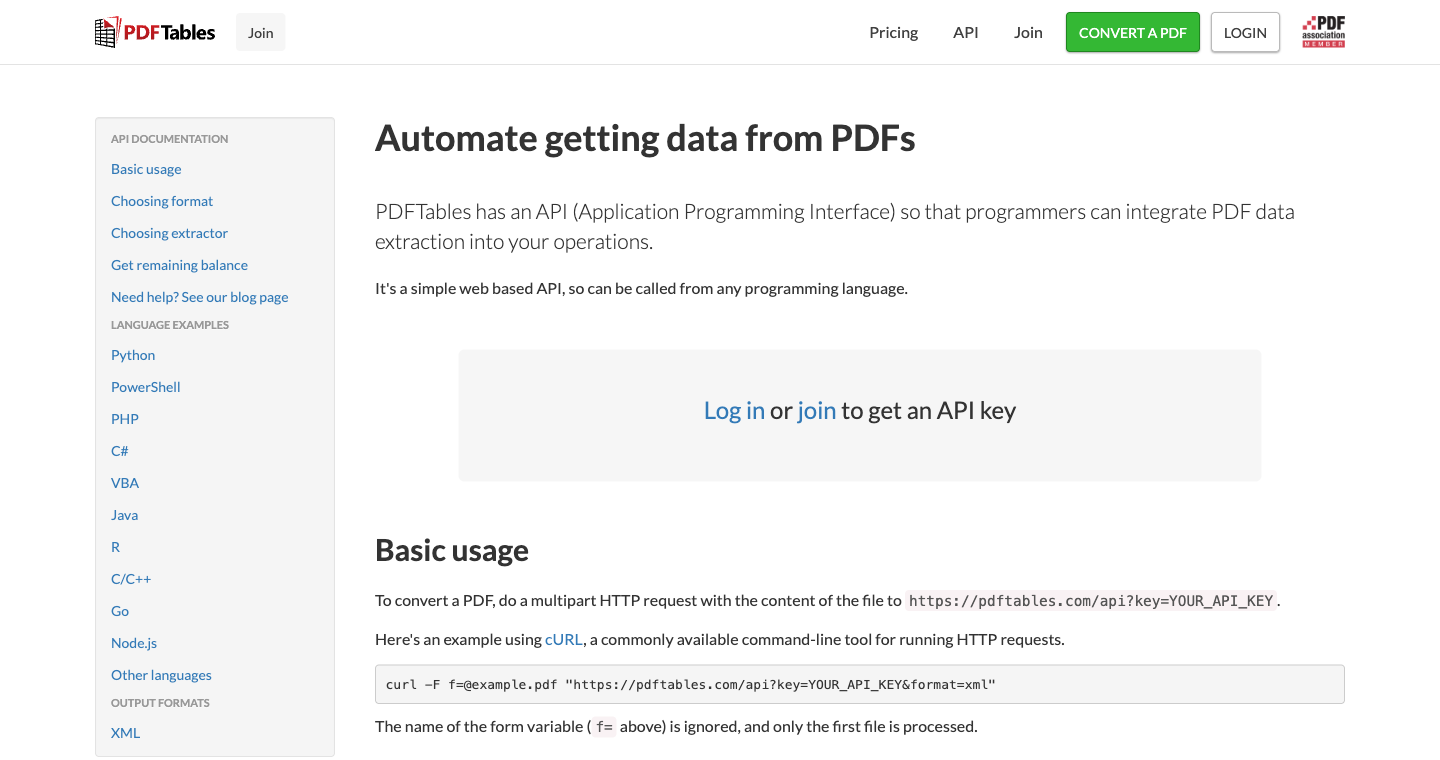 PDFTables
Join
Pricing
API
Join
CONVERT A PDF
LOGIN
PDF
association
MEMBER
API DOCUMENTATION
Basic usage
Choosing format
Choosing extractor
Get remaining balance
Need help? See our blog page
LANGUAGE EXAMPLES
Python
PowerShell
PHP
C#
VBA
Java
R
C/C++
Go
Node.js
Other languages
OUTPUT FORMATS
XML
Automate getting data from PDFs
PDFTables has an API (Application Programming Interface) so that programmers can integrate PDF data
extraction into your operations.
It's a simple web based API, so can be called from any programming language.
Log in or join to get an API key
Basic usage
To convert a PDF, do a multipart HTTP request with the content of the file to https://pdftables.com/api?key=YOUR_API_KEY.
Here's an example using cURL, a commonly available command-line tool for running HTTP requests.
curl -F f=@example.pdf "https://pdftables.com/api?key=YOUR_API_KEY&format=xml"
The name of the form variable ( f= above) is ignored, and only the first file is processed.